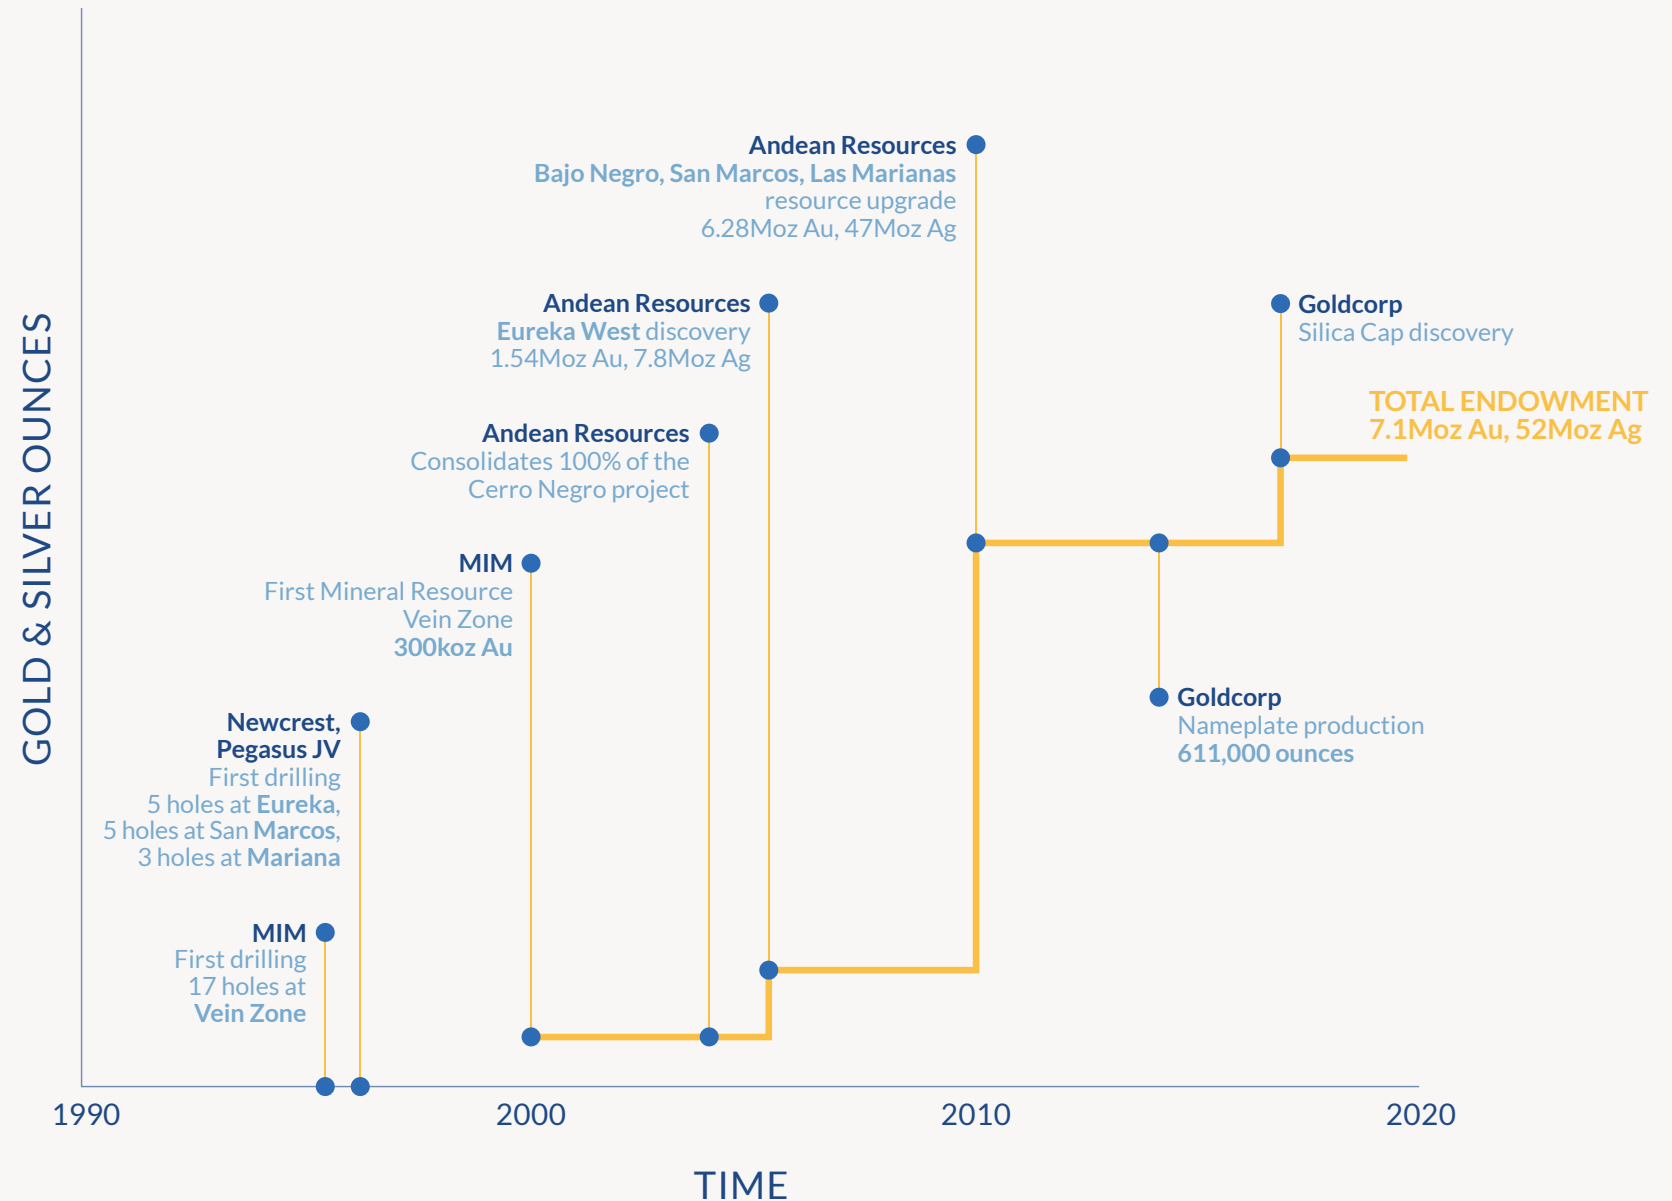 GOLD & SILVER OUNCES
Andean Resources
Bajo Negro, San Marcos, Las Marianas
resource upgrade
6.28Moz Au, 47Moz Ag
Andean Resources
Eureka West discovery
1.54Moz Au, 7.8Moz Ag
Goldcorp
Silica Cap discovery
TOTAL ENDOWMENT
7.1Moz Au, 52Moz Ag
Andean Resources
Consolidates 100% of the
Cerro Negro project
MIM
First Mineral Resource
Vein Zone
300koz Au
Newcrest,
Pegasus JV
First drilling
5 holes at Eureka,
5 holes at San Marcos,
3 holes at Mariana
Goldcorp
Nameplate production
611,000 ounces
MIM
First drilling
17 holes at
Vein Zone
1990
2000
2010
2020
TIME